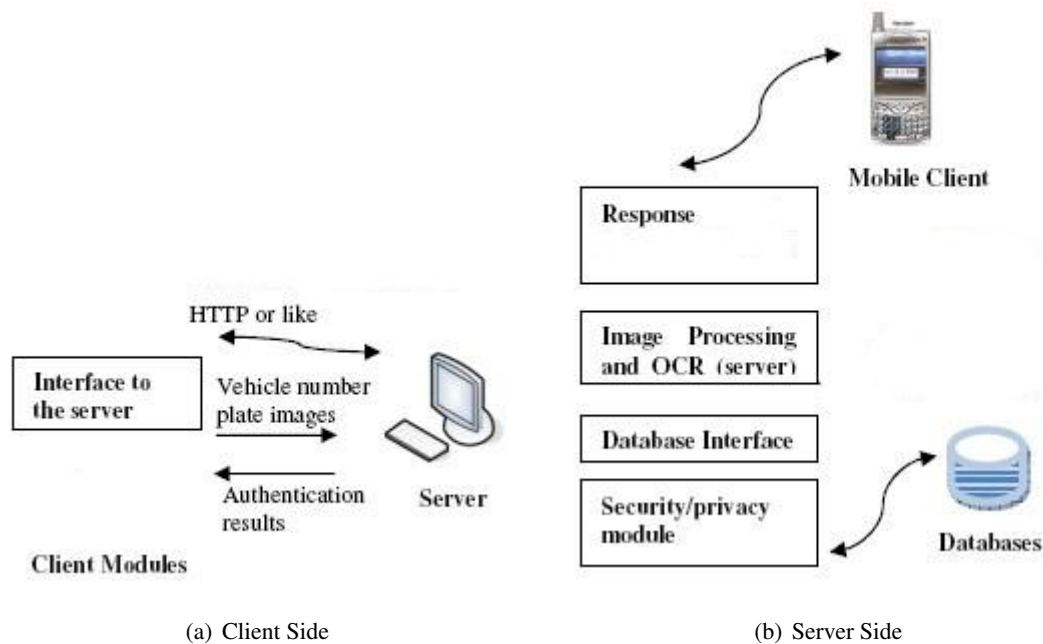 HTTP or like
Interface to
the server
Vehicle number
plate images
Authentication
results
Server
Client Modules
(a) Client Side
Mobile Client
Response
Image Processing
and OCR (server)
Database Interface
Security/privacy
module
Databases
(b) Server Side